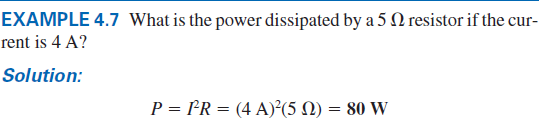 EXAMPLE 4.7 What is the power dissipated by a 5 Ω resistor if the cur-
rent is 4 A?
Solution:
P = I²R = (4 A)²(5 Ω) = 80 W